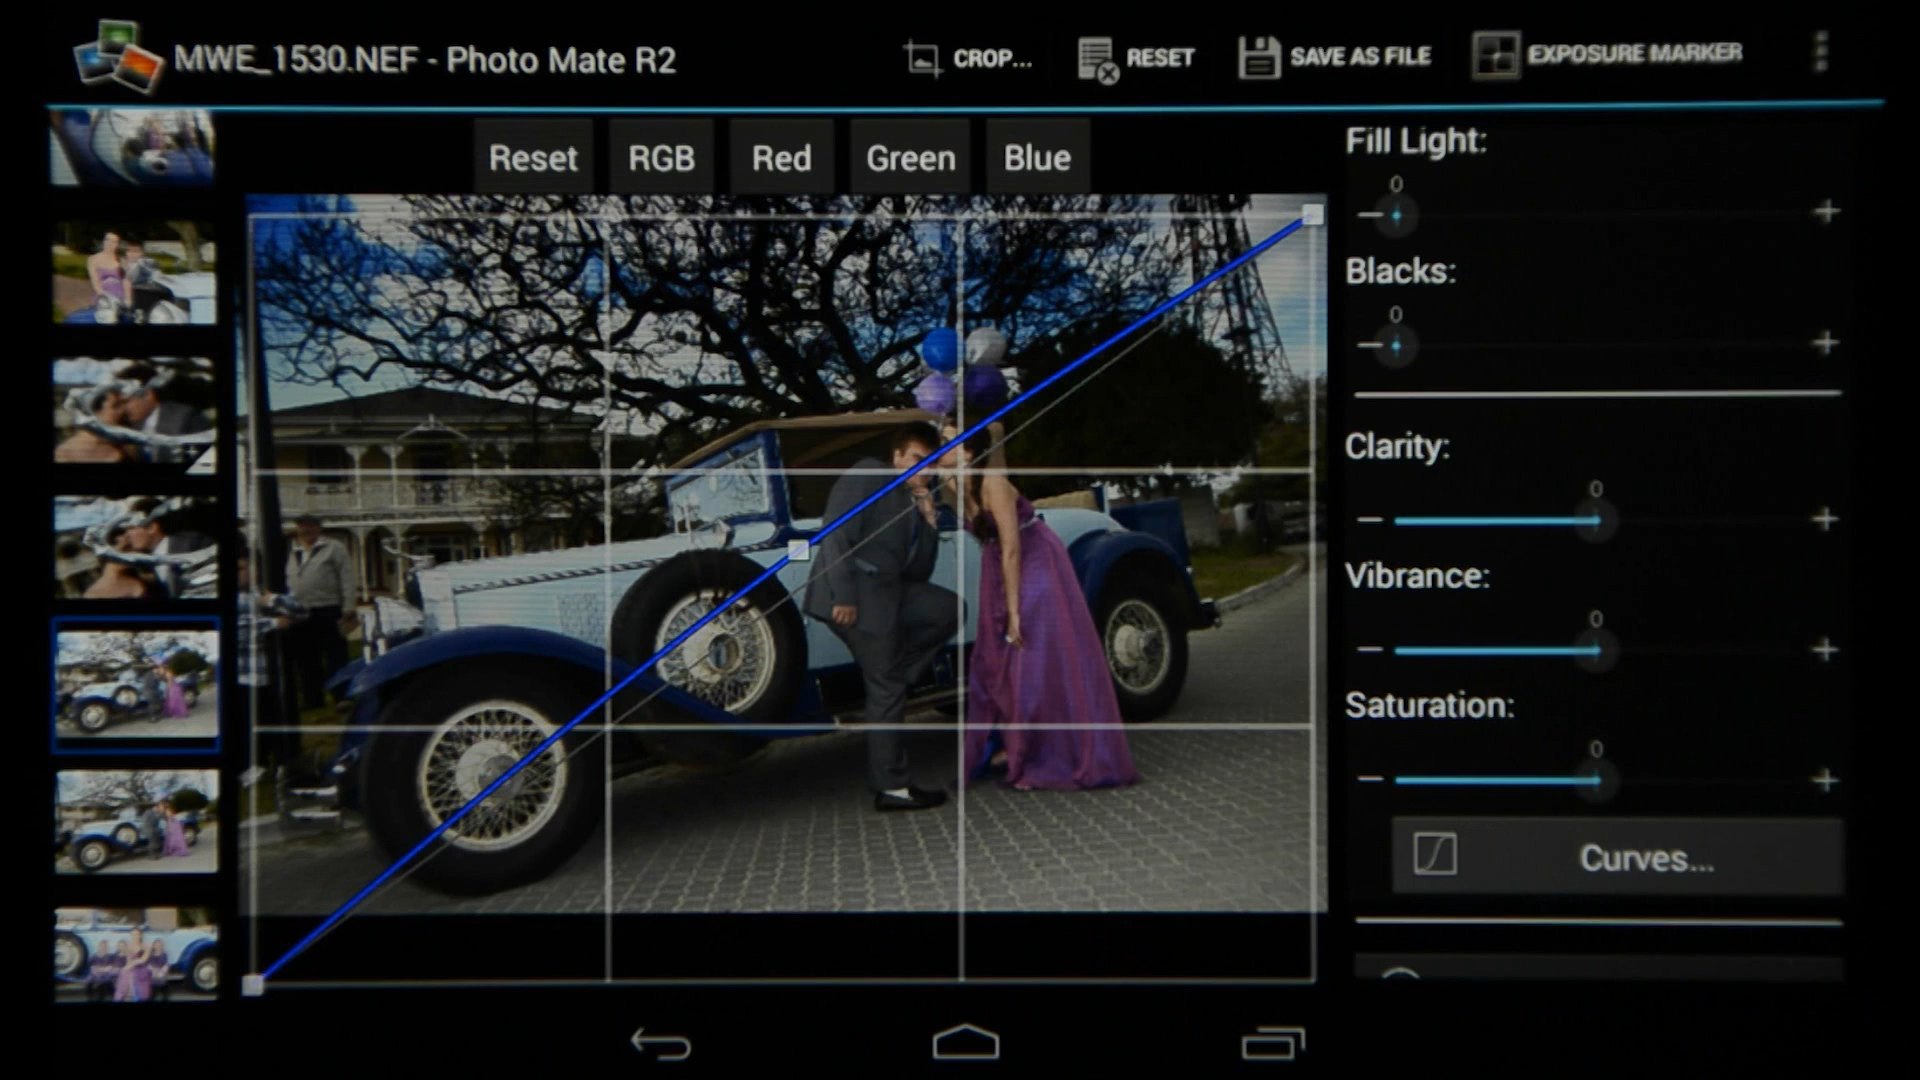 MWE_1530.NEF - Photo Mate R2
CROP...
RESET
SAVE AS FILE
EXPOSURE MARKER
Reset
RGB
Red
Green
Blue
Fill Light:
0
Blacks:
0
Clarity:
0
Vibrance:
0
Saturation:
0
Curves...